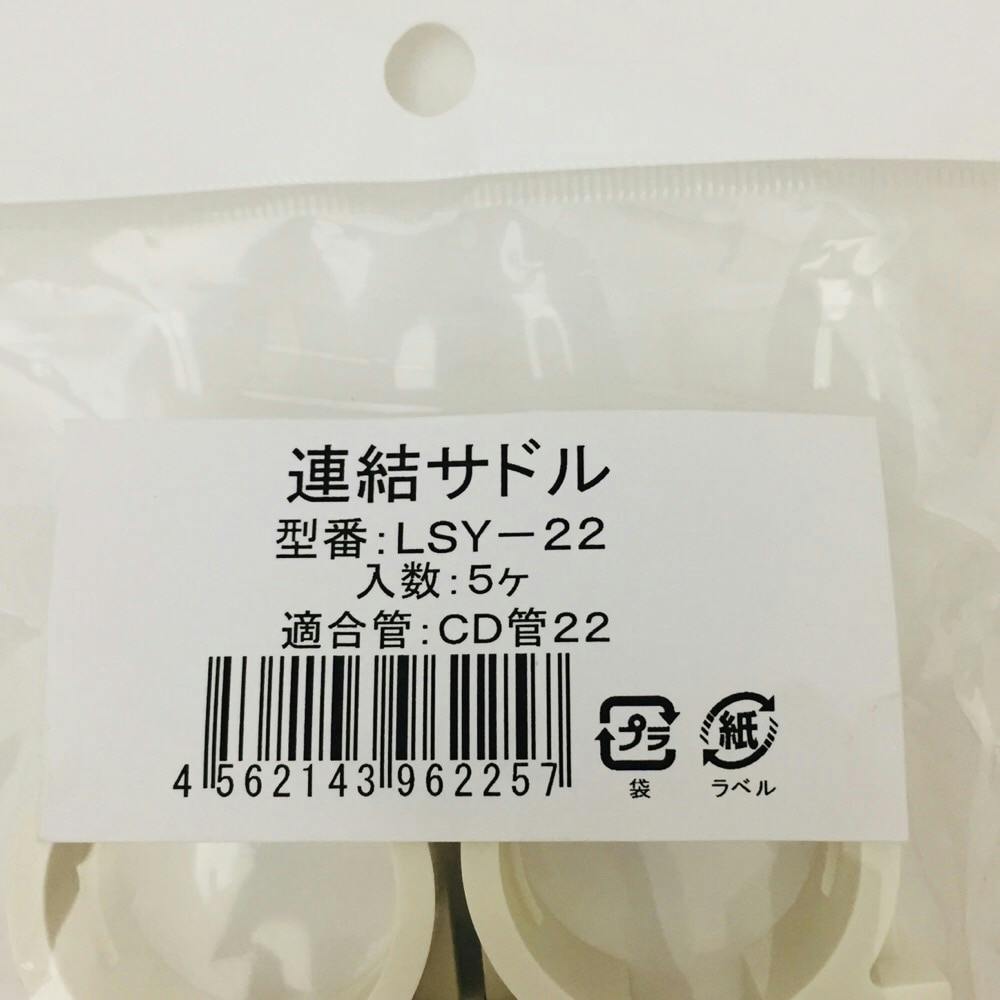 連結サドル
型番:LSY-22
入数:5ヶ
適合管:CD管22
4 562143 962257
プラ
紙
袋
ラベル